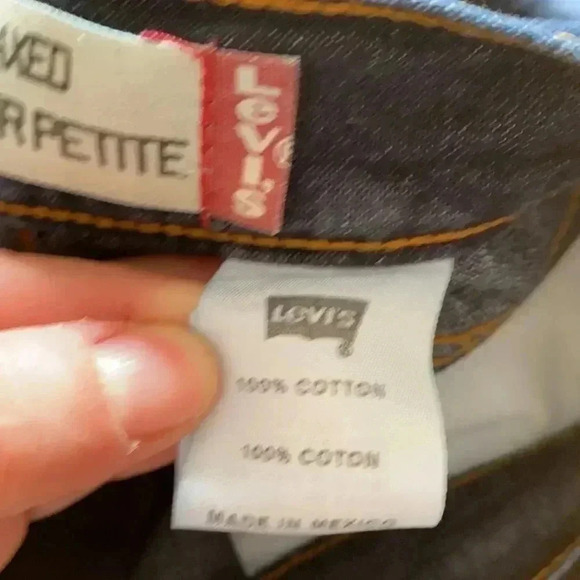 AXED
R PETITE
LEVI'S®
LEVI'S
100% COTTON
100% COTON
MADE IN MEXICO